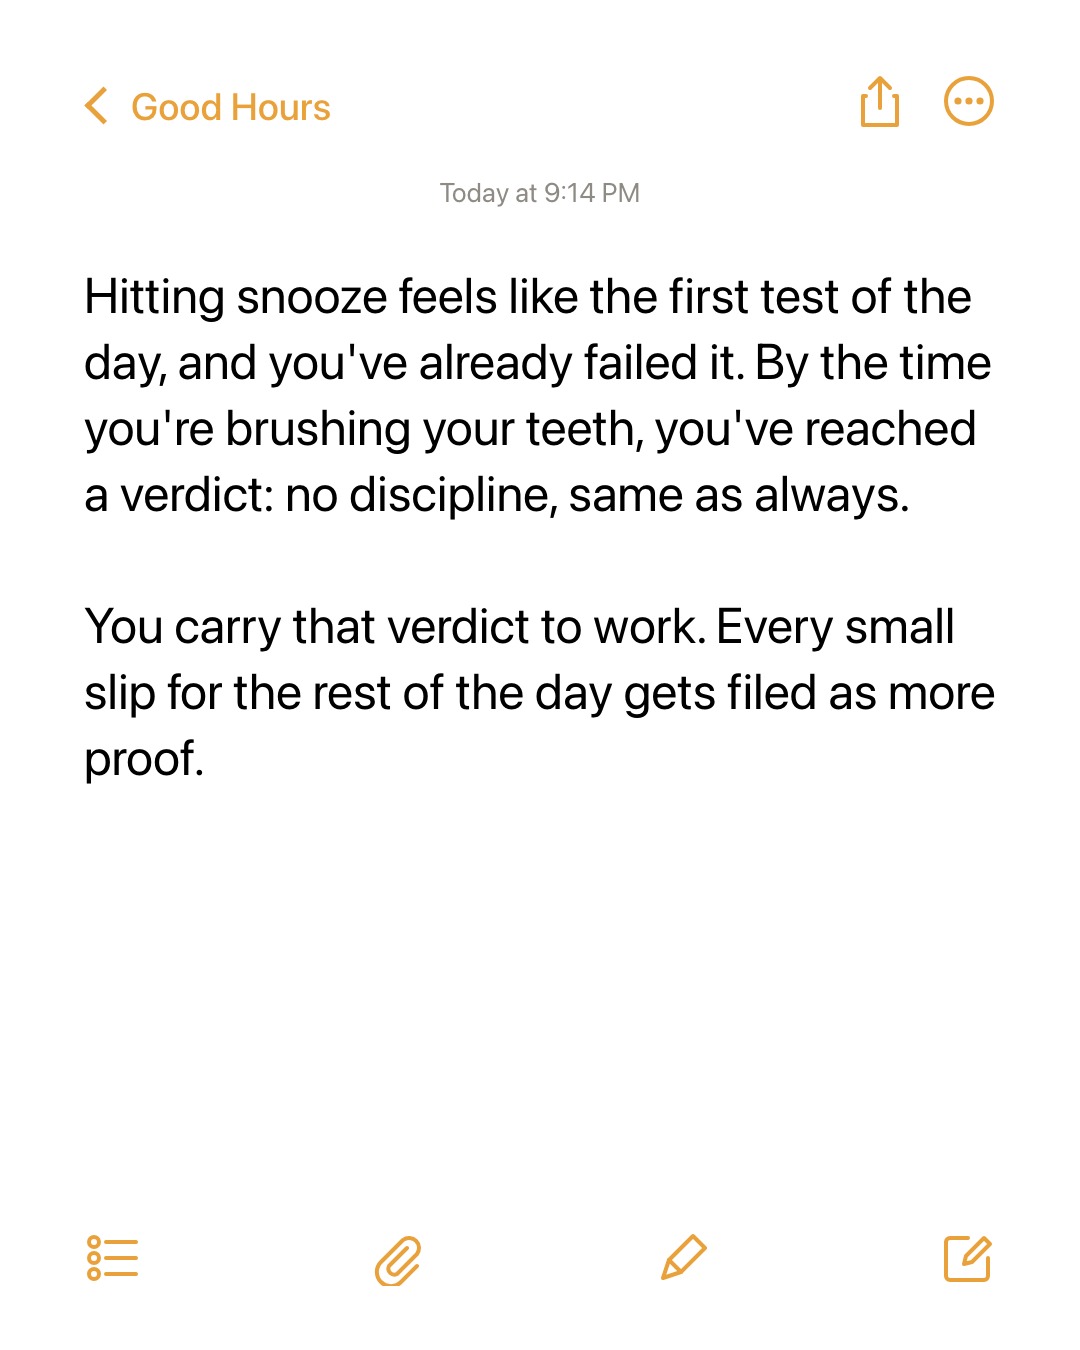 Good Hours
Today at 9:14 PM
Hitting snooze feels like the first test of the
day, and you've already failed it. By the time
you're brushing your teeth, you've reached
a verdict: no discipline, same as always.
You carry that verdict to work. Every small
slip for the rest of the day gets filed as more
proof.